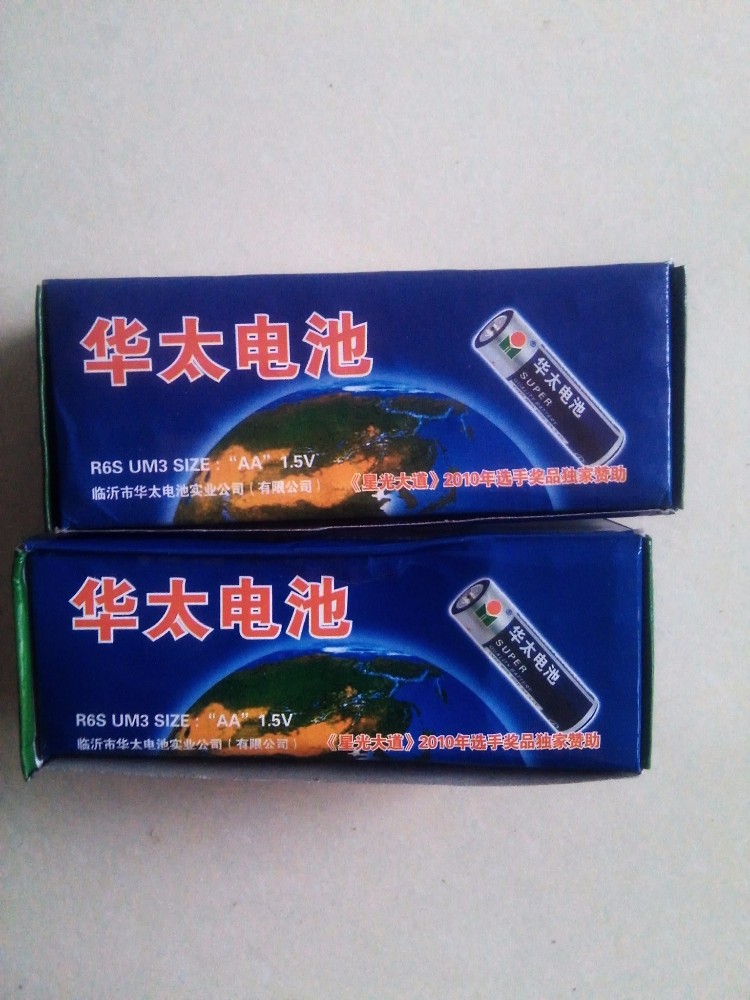 华太电池
华太电池
SUPER
R6S UM3 SIZE：“AA” 1.5V
临沂市华太电池实业公司（有限公司）
《星光大道》2010年选手奖品独家赞助
华太电池
华太电池
SUPER
R6S UM3 SIZE：“AA” 1.5V
临沂市华太电池实业公司（有限公司）
《星光大道》2010年选手奖品独家赞助